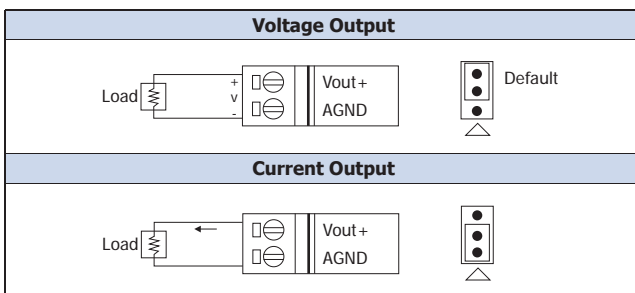 Voltage Output
Load
+
v
-
Vout+
AGND
Default
Current Output
Load
Vout+
AGND